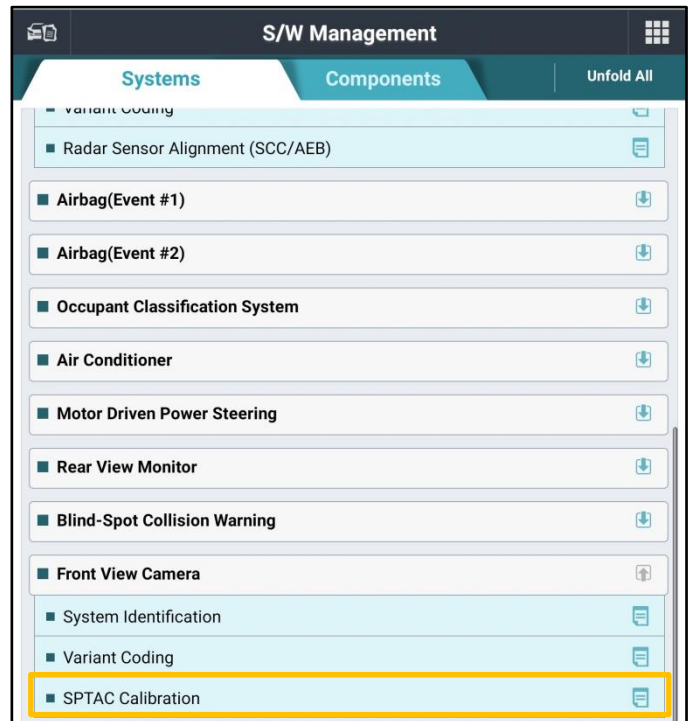 S/W Management
Systems
Components
Unfold All
Variant Coding
Radar Sensor Alignment (SCC/AEB)
Airbag(Event #1)
Airbag(Event #2)
Occupant Classification System
Air Conditioner
Motor Driven Power Steering
Rear View Monitor
Blind-Spot Collision Warning
Front View Camera
System Identification
Variant Coding
SPTAC Calibration